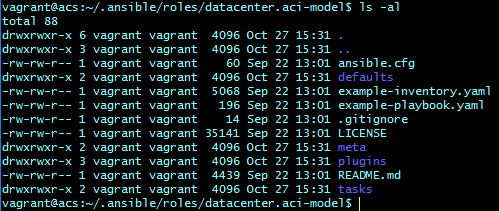 vagrant@acs:~/.ansible/roles/datacenter.aci-model$ ls -al
total 88
drwxrwxr-x 6 vagrant vagrant  4096 Oct 27 15:31 .
drwxrwxr-x 3 vagrant vagrant  4096 Oct 27 15:31 ..
-rw-rw-r-- 1 vagrant vagrant    60 Sep 22 13:01 ansible.cfg
drwxrwxr-x 2 vagrant vagrant  4096 Oct 27 15:31 defaults
-rw-rw-r-- 1 vagrant vagrant  5068 Sep 22 13:01 example-inventory.yaml
-rw-rw-r-- 1 vagrant vagrant   196 Sep 22 13:01 example-playbook.yaml
-rw-rw-r-- 1 vagrant vagrant    14 Sep 22 13:01 .gitignore
-rw-rw-r-- 1 vagrant vagrant 35141 Sep 22 13:01 LICENSE
drwxrwxr-x 2 vagrant vagrant  4096 Oct 27 15:31 meta
drwxrwxr-x 3 vagrant vagrant  4096 Oct 27 15:31 plugins
-rw-rw-r-- 1 vagrant vagrant  4439 Sep 22 13:01 README.md
drwxrwxr-x 2 vagrant vagrant  4096 Oct 27 15:31 tasks
vagrant@acs:~/.ansible/roles/datacenter.aci-model$